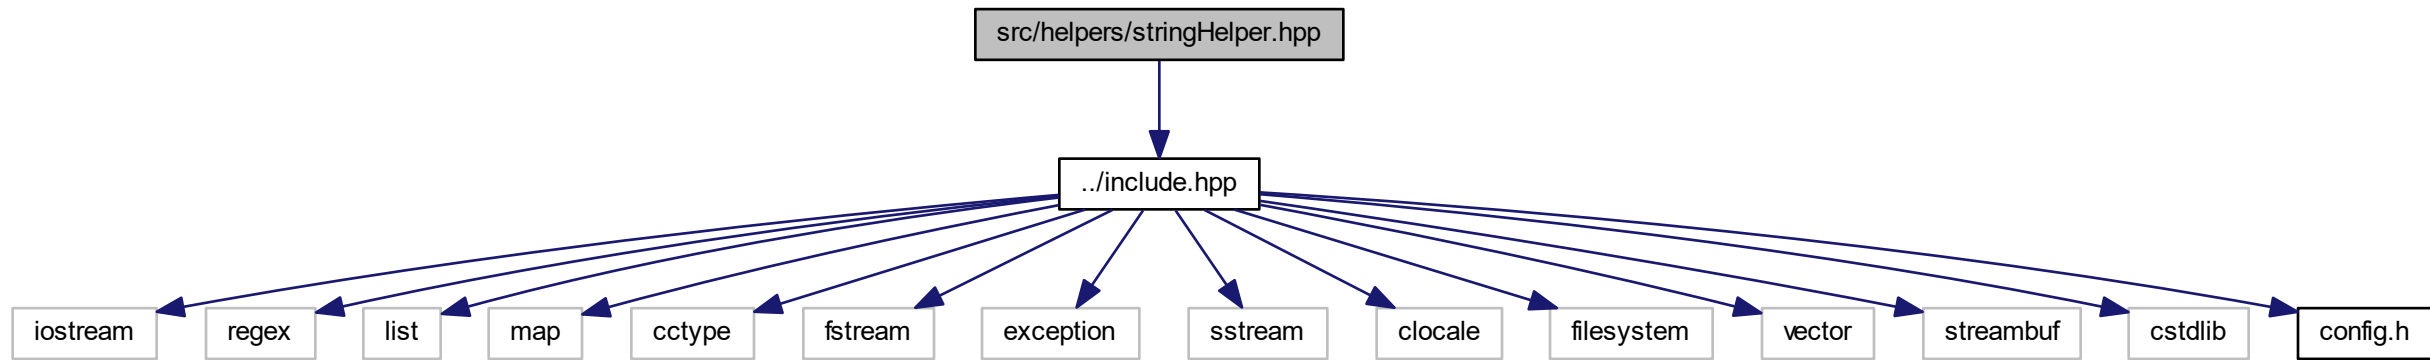 src/helpers/stringHelper.hpp
../include.hpp
iostream
regex
list
map
cctype
fstream
exception
sstream
clocale
filesystem
vector
streambuf
cstdlib
config.h